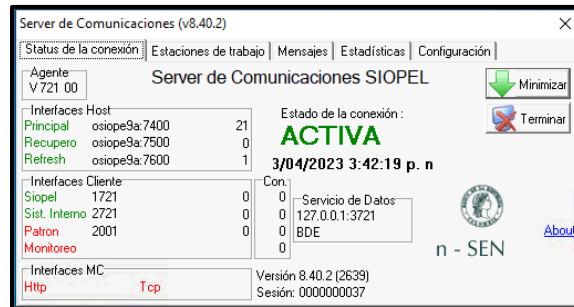 Server de Comunicaciones (v8.40.2)
Status de la conexión Estaciones de trabajo Mensajes Estadísticas Configuración
Agente
V 721 00
Server de Comunicaciones SIOPEL
Minimizar
Terminar
Interfaces Host
Principal osiope9a:7400 21
Recupero osiope9a:7500 0
Refresh osiope9a:7600 1
Estado de la conexión :
ACTIVA
3/04/2023 3:42:19 p. n
Interfaces Cliente Con.
Siopel 1721 0 0
Sist. Interno 2721 0 0
Patron 2001 0 0
Monitoreo 0
Servicio de Datos
127.0.0.1:3721
BDE
n - SEN
About
Interfaces MC
Http Tcp
Versión 8.40.2 (2639)
Sesión: 0000000037